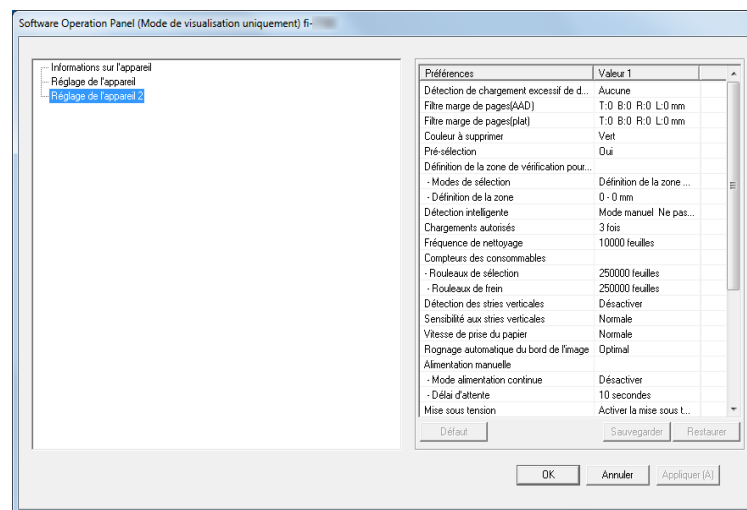 Software Operation Panel (Mode de visualisation uniquement) fi-
Informations sur l'appareil
Réglage de l'appareil
Réglage de l'appareil 2
Préférences Valeur 1
Détection de chargement excessif de d... Aucune
Filtre marge de pages(AAD) T:0 B:0 R:0 L:0 mm
Filtre marge de pages(plat) T:0 B:0 R:0 L:0 mm
Couleur à supprimer Vert
Pré-sélection Oui
Définition de la zone de vérification pour...
- Modes de sélection Définition de la zone ...
- Définition de la zone 0 - 0 mm
Détection intelligente Mode manuel Ne pas...
Chargements autorisés 3 fois
Fréquence de nettoyage 10000 feuilles
Compteurs des consommables
- Rouleaux de sélection 250000 feuilles
- Rouleaux de frein 250000 feuilles
Détection des stries verticales Désactiver
Sensibilité aux stries verticales Normale
Vitesse de prise du papier Normale
Rognage automatique du bord de l'image Optimal
Alimentation manuelle
- Mode alimentation continue Désactiver
- Délai d'attente 10 secondes
Mise sous tension Activer la mise sous t...
Défaut Sauvegarder Restaurer
OK Annuler Appliquer (A)